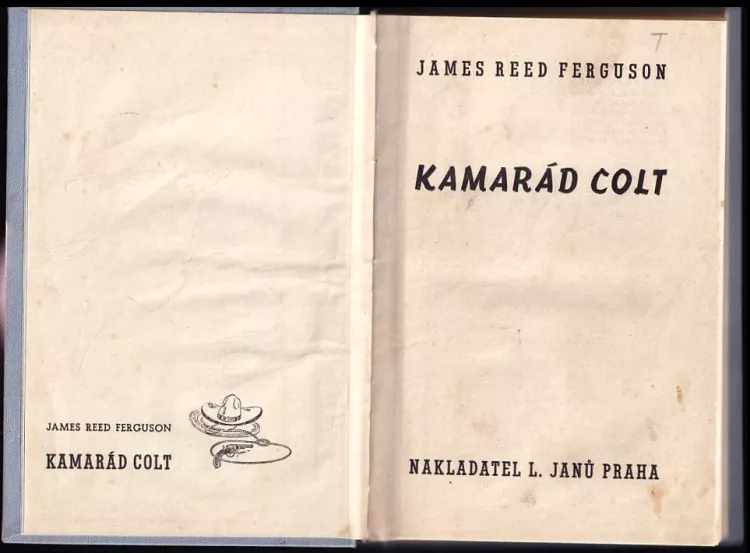 JAMES REED FERGUSON
KAMARÁD COLT
T
JAMES REED FERGUSON
KAMARÁD COLT
NAKLADATEL L. JANŮ PRAHA